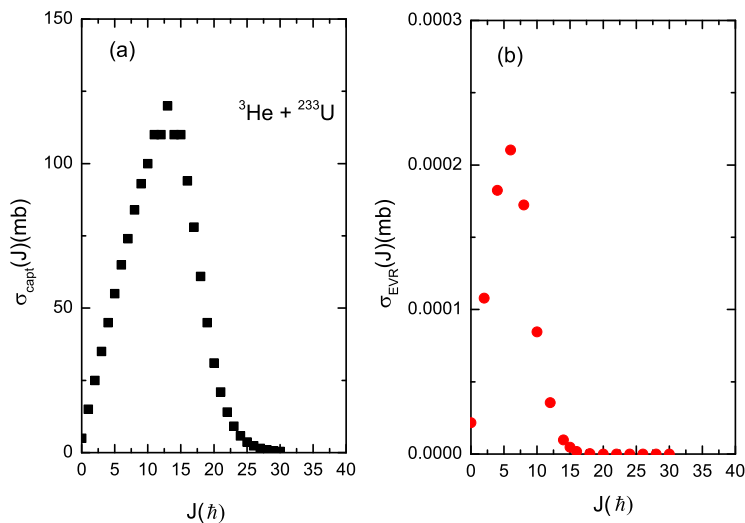 150
100
50
0
0 5 10 15 20 25 30 35 40
σcapt(J)(mb)
J(ℏ)
(a)
³He + ²³³U
0.0003
0.0002
0.0001
0.0000
0 5 10 15 20 25 30 35 40
σEVR(J)(mb)
J(ℏ)
(b)